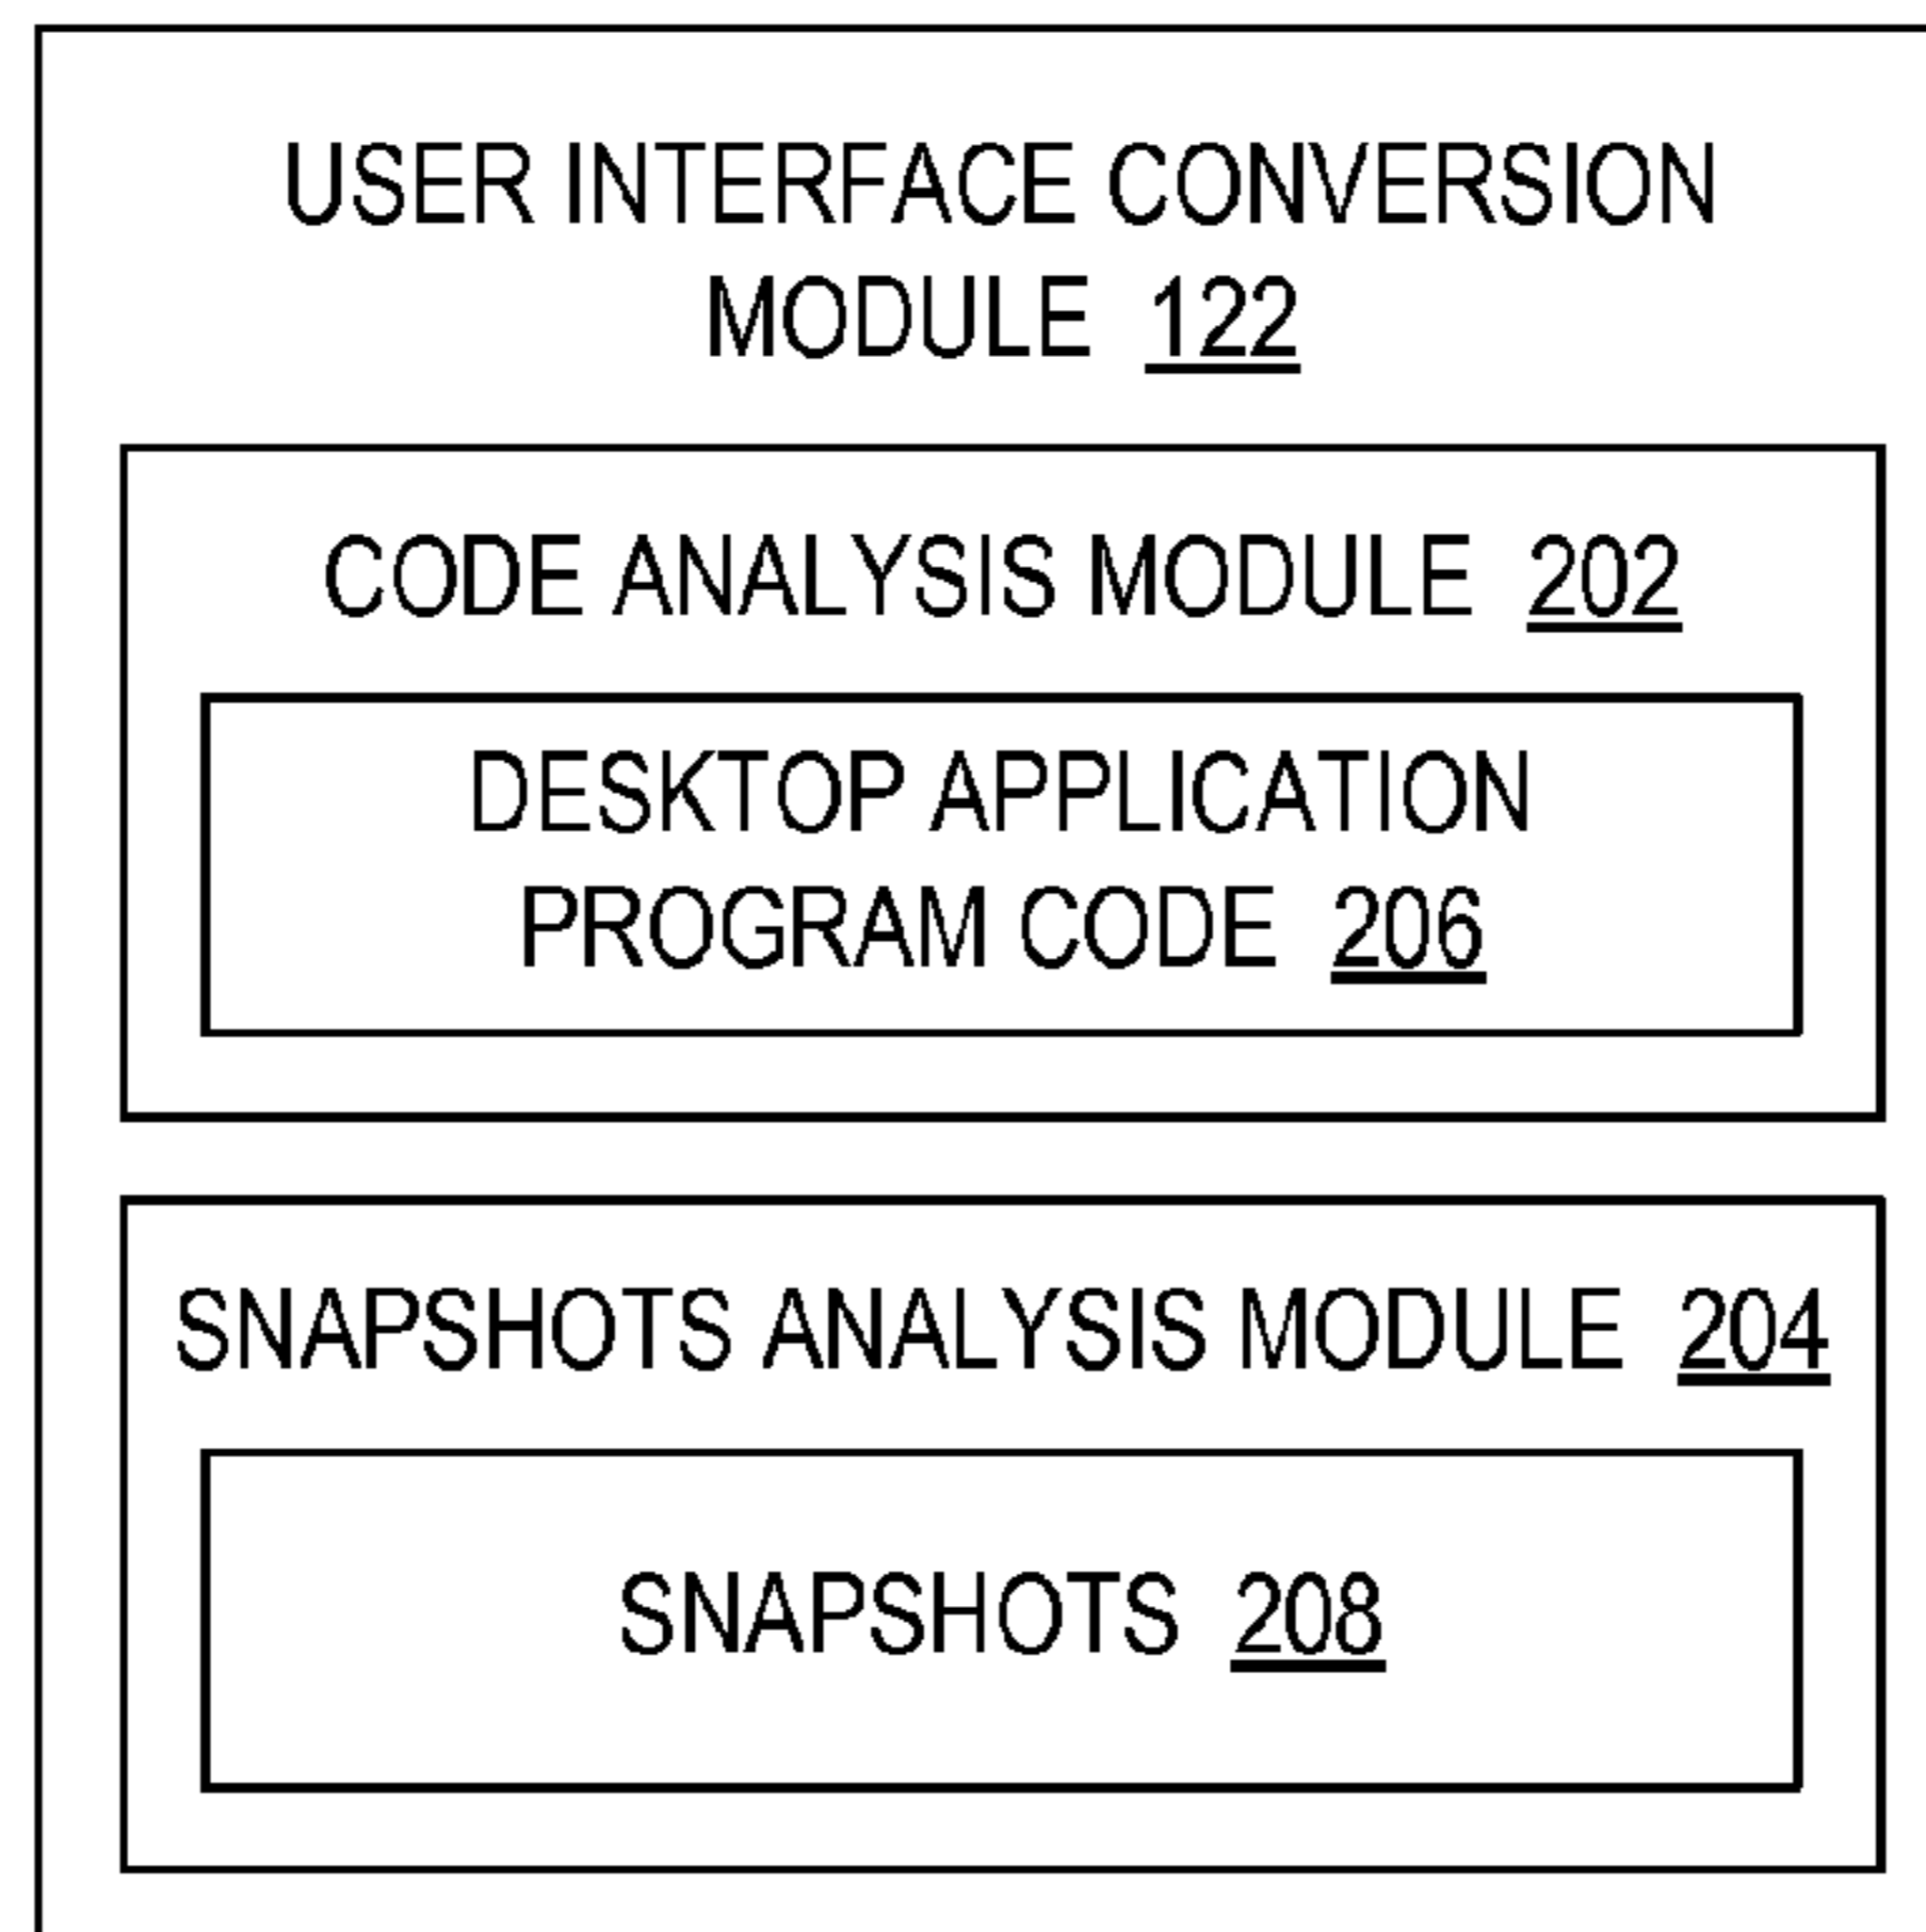 USER INTERFACE CONVERSION
MODULE 122
CODE ANALYSIS MODULE 202
DESKTOP APPLICATION
PROGRAM CODE 206
SNAPSHOTS ANALYSIS MODULE 204
SNAPSHOTS 208